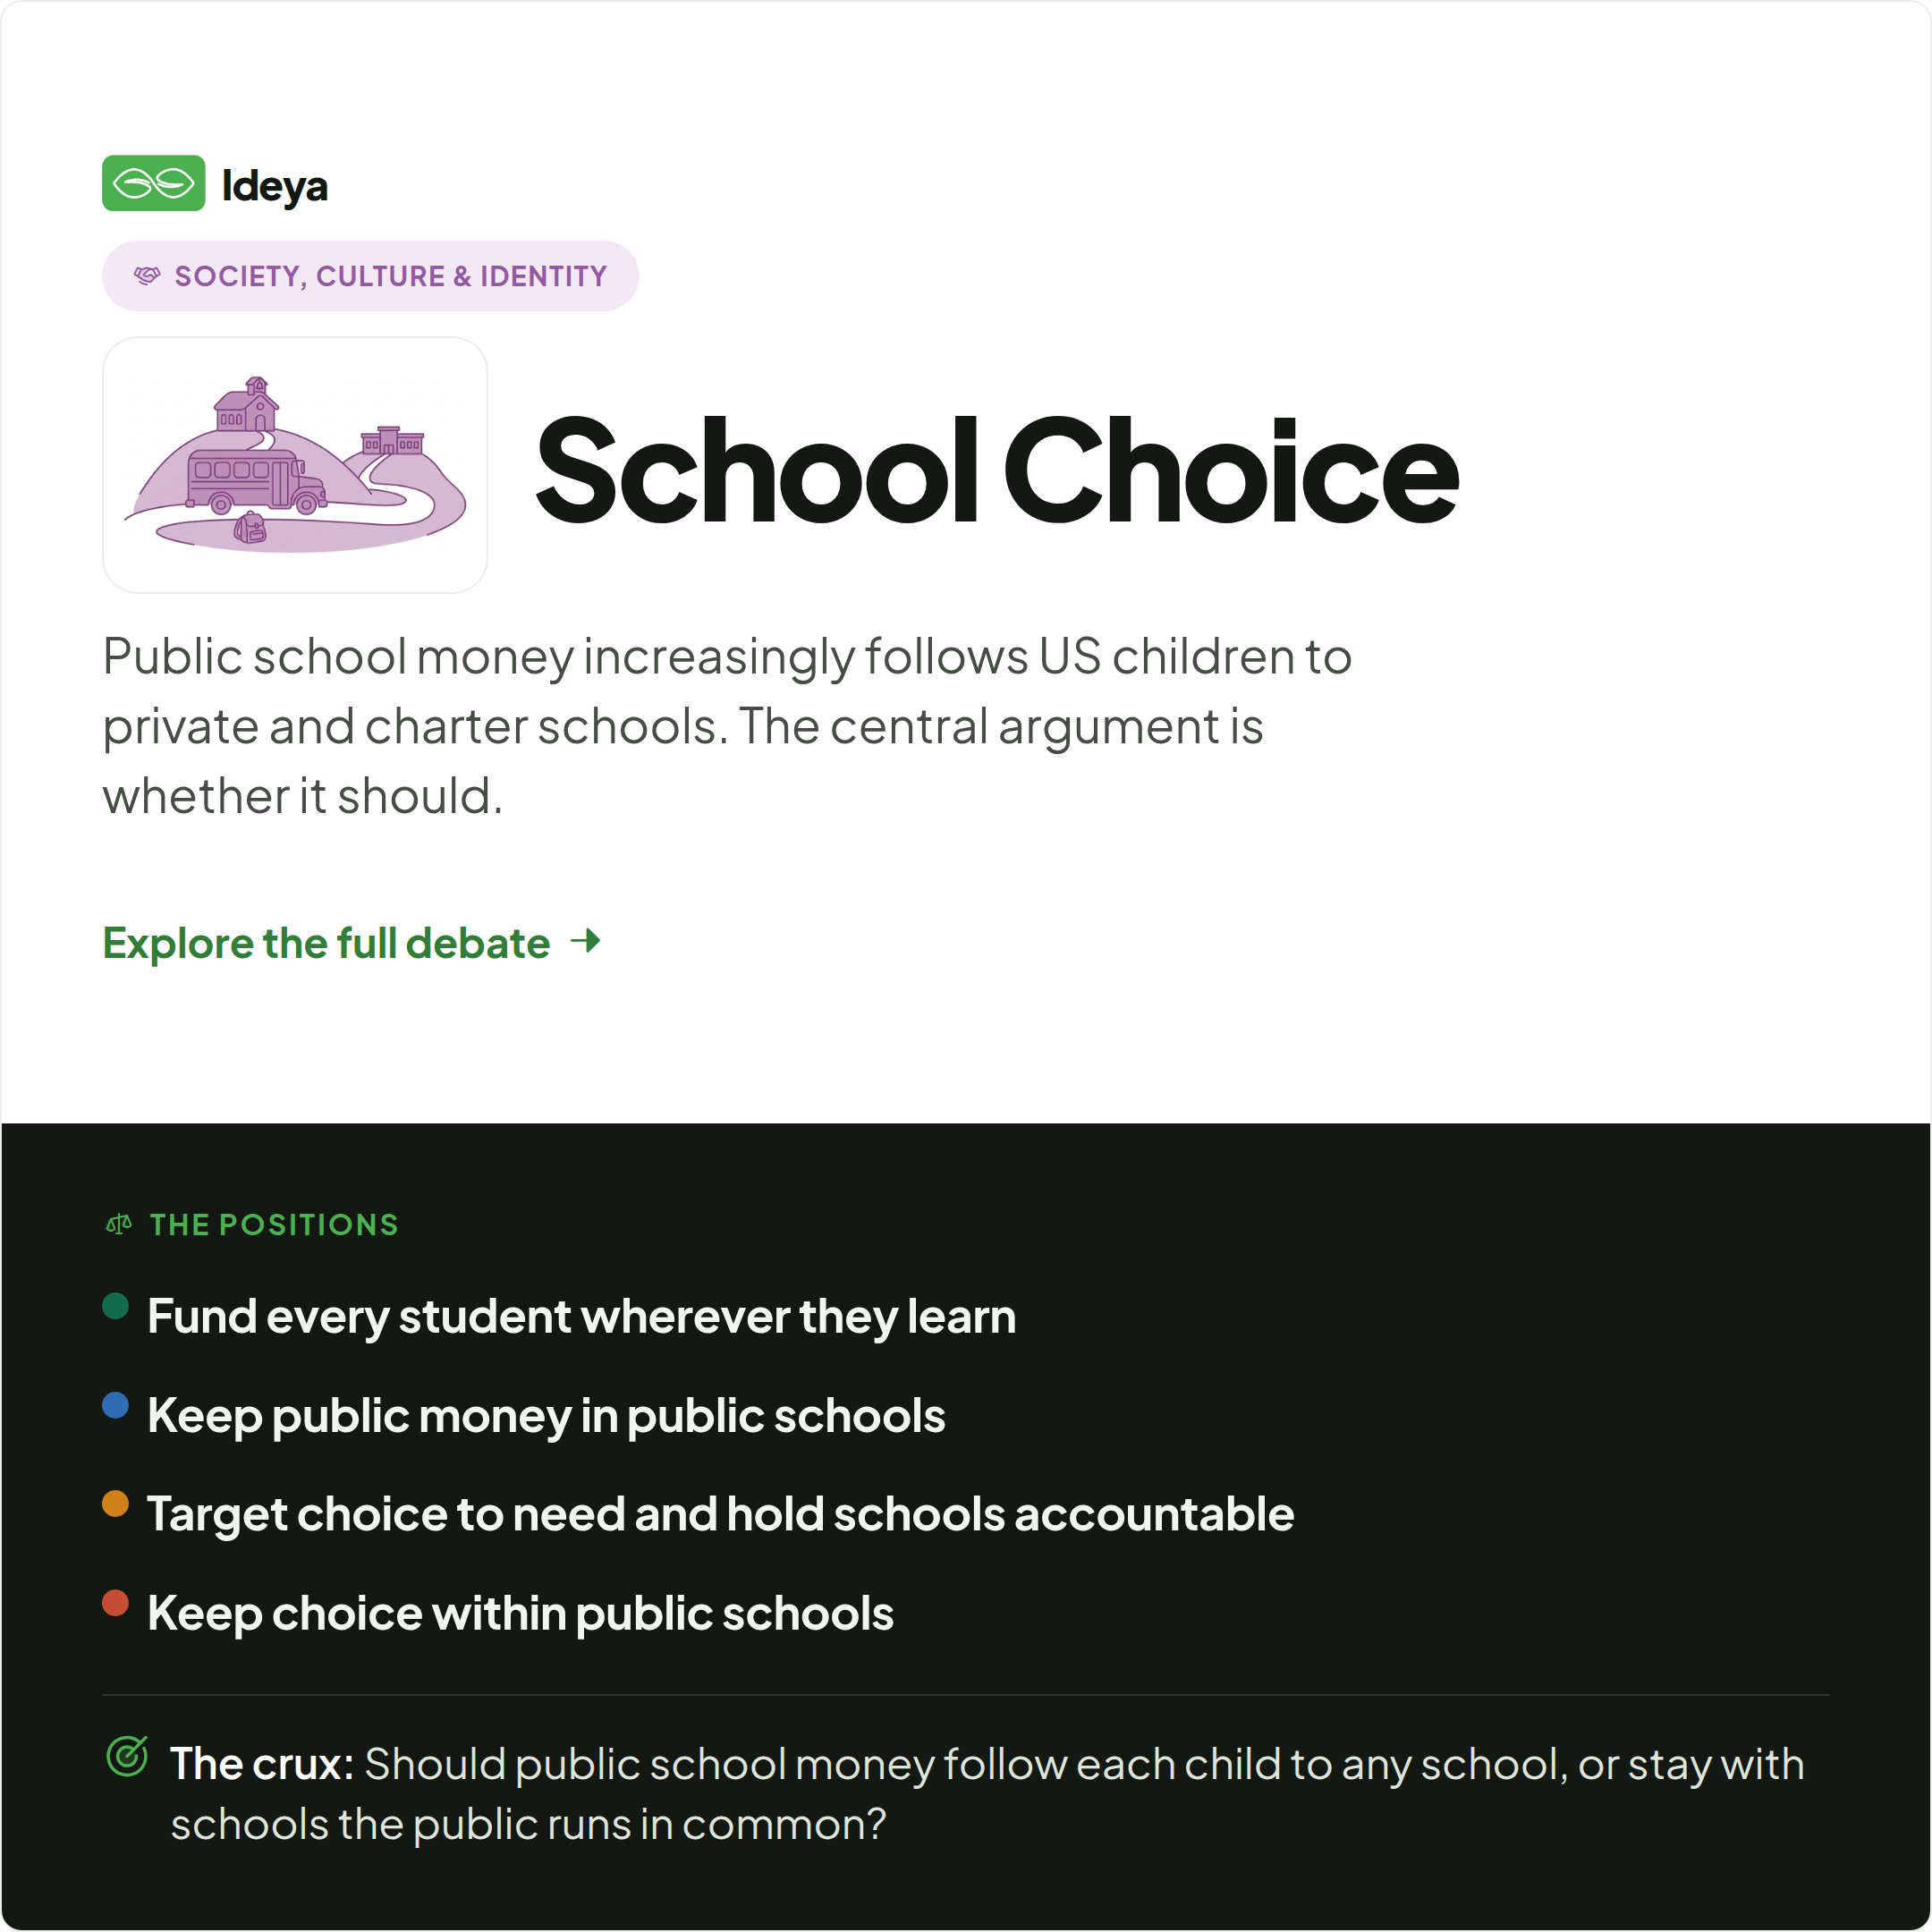 Ideya
SOCIETY, CULTURE & IDENTITY
School Choice
Public school money increasingly follows US children to
private and charter schools. The central argument is
whether it should.
Explore the full debate
THE POSITIONS
Fund every student wherever they learn
Keep public money in public schools
Target choice to need and hold schools accountable
Keep choice within public schools
The crux: Should public school money follow each child to any school, or stay with
schools the public runs in common?